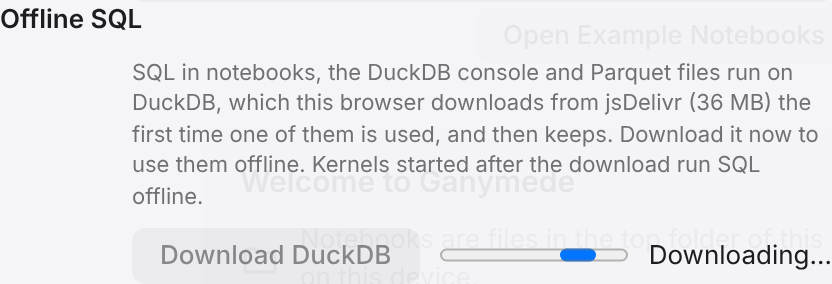 Offline SQL
Open Example Notebooks
SQL in notebooks, the DuckDB console and Parquet files run on
DuckDB, which this browser downloads from jsDelivr (36 MB) the
first time one of them is used, and then keeps. Download it now to
use them offline. Kernels started after the download run SQL
offline.
Welcome to Ganymede
Notebooks are files in the top folder of this
on this device.
Download DuckDB
Downloading...